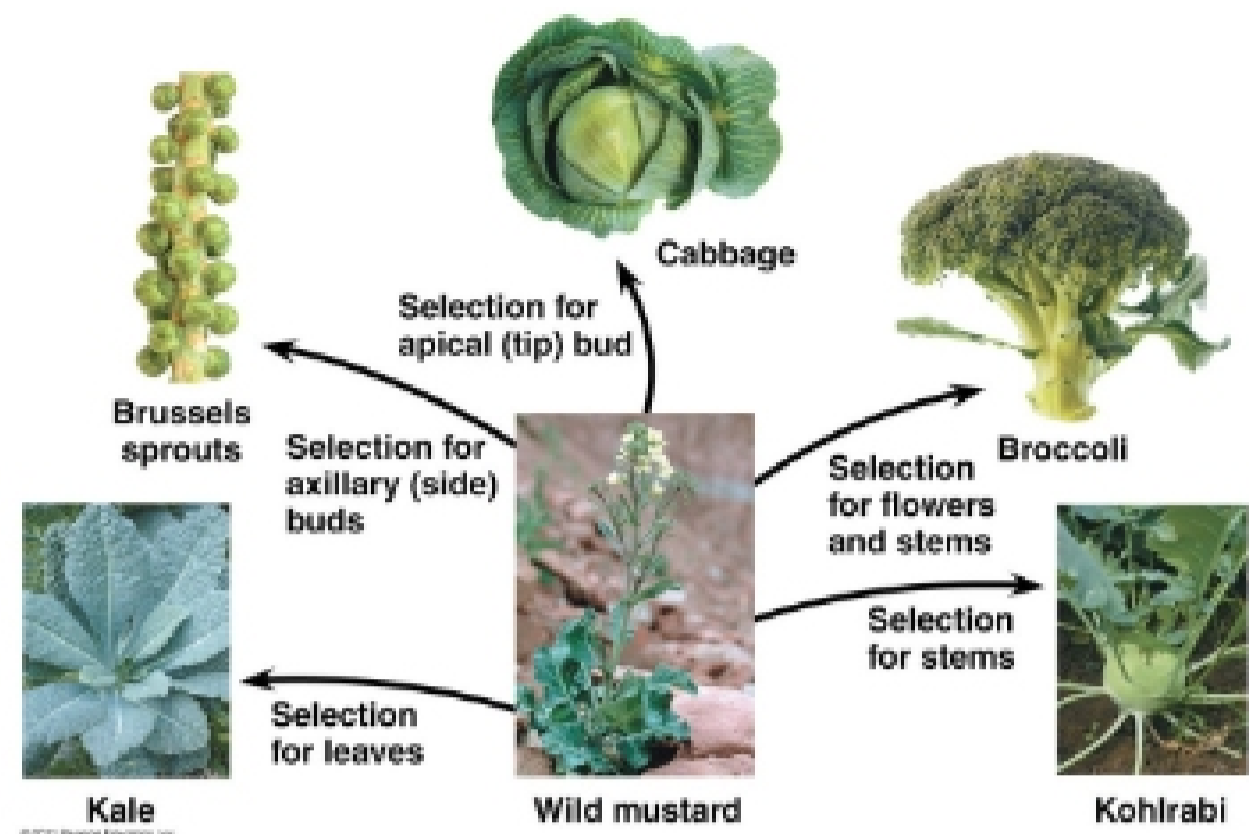 Cabbage
Selection for
apical (tip) bud
Brussels
sprouts
Selection for
axillary (side)
buds
Broccoli
Selection
for flowers
and stems
Selection
for stems
Selection
for leaves
Kale
Wild mustard
Kohlrabi